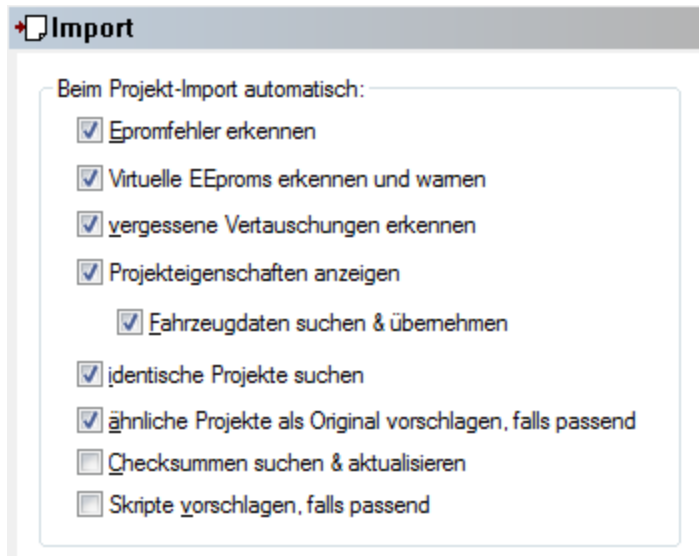 Import
Beim Projekt-Import automatisch:
Epromfehler erkennen
Virtuelle EEproms erkennen und warnen
vergessene Vertauschungen erkennen
Projekteigenschaften anzeigen
Fahrzeugdaten suchen & übernehmen
identische Projekte suchen
ähnliche Projekte als Original vorschlagen, falls passend
Checksummen suchen & aktualisieren
Skripte vorschlagen, falls passend